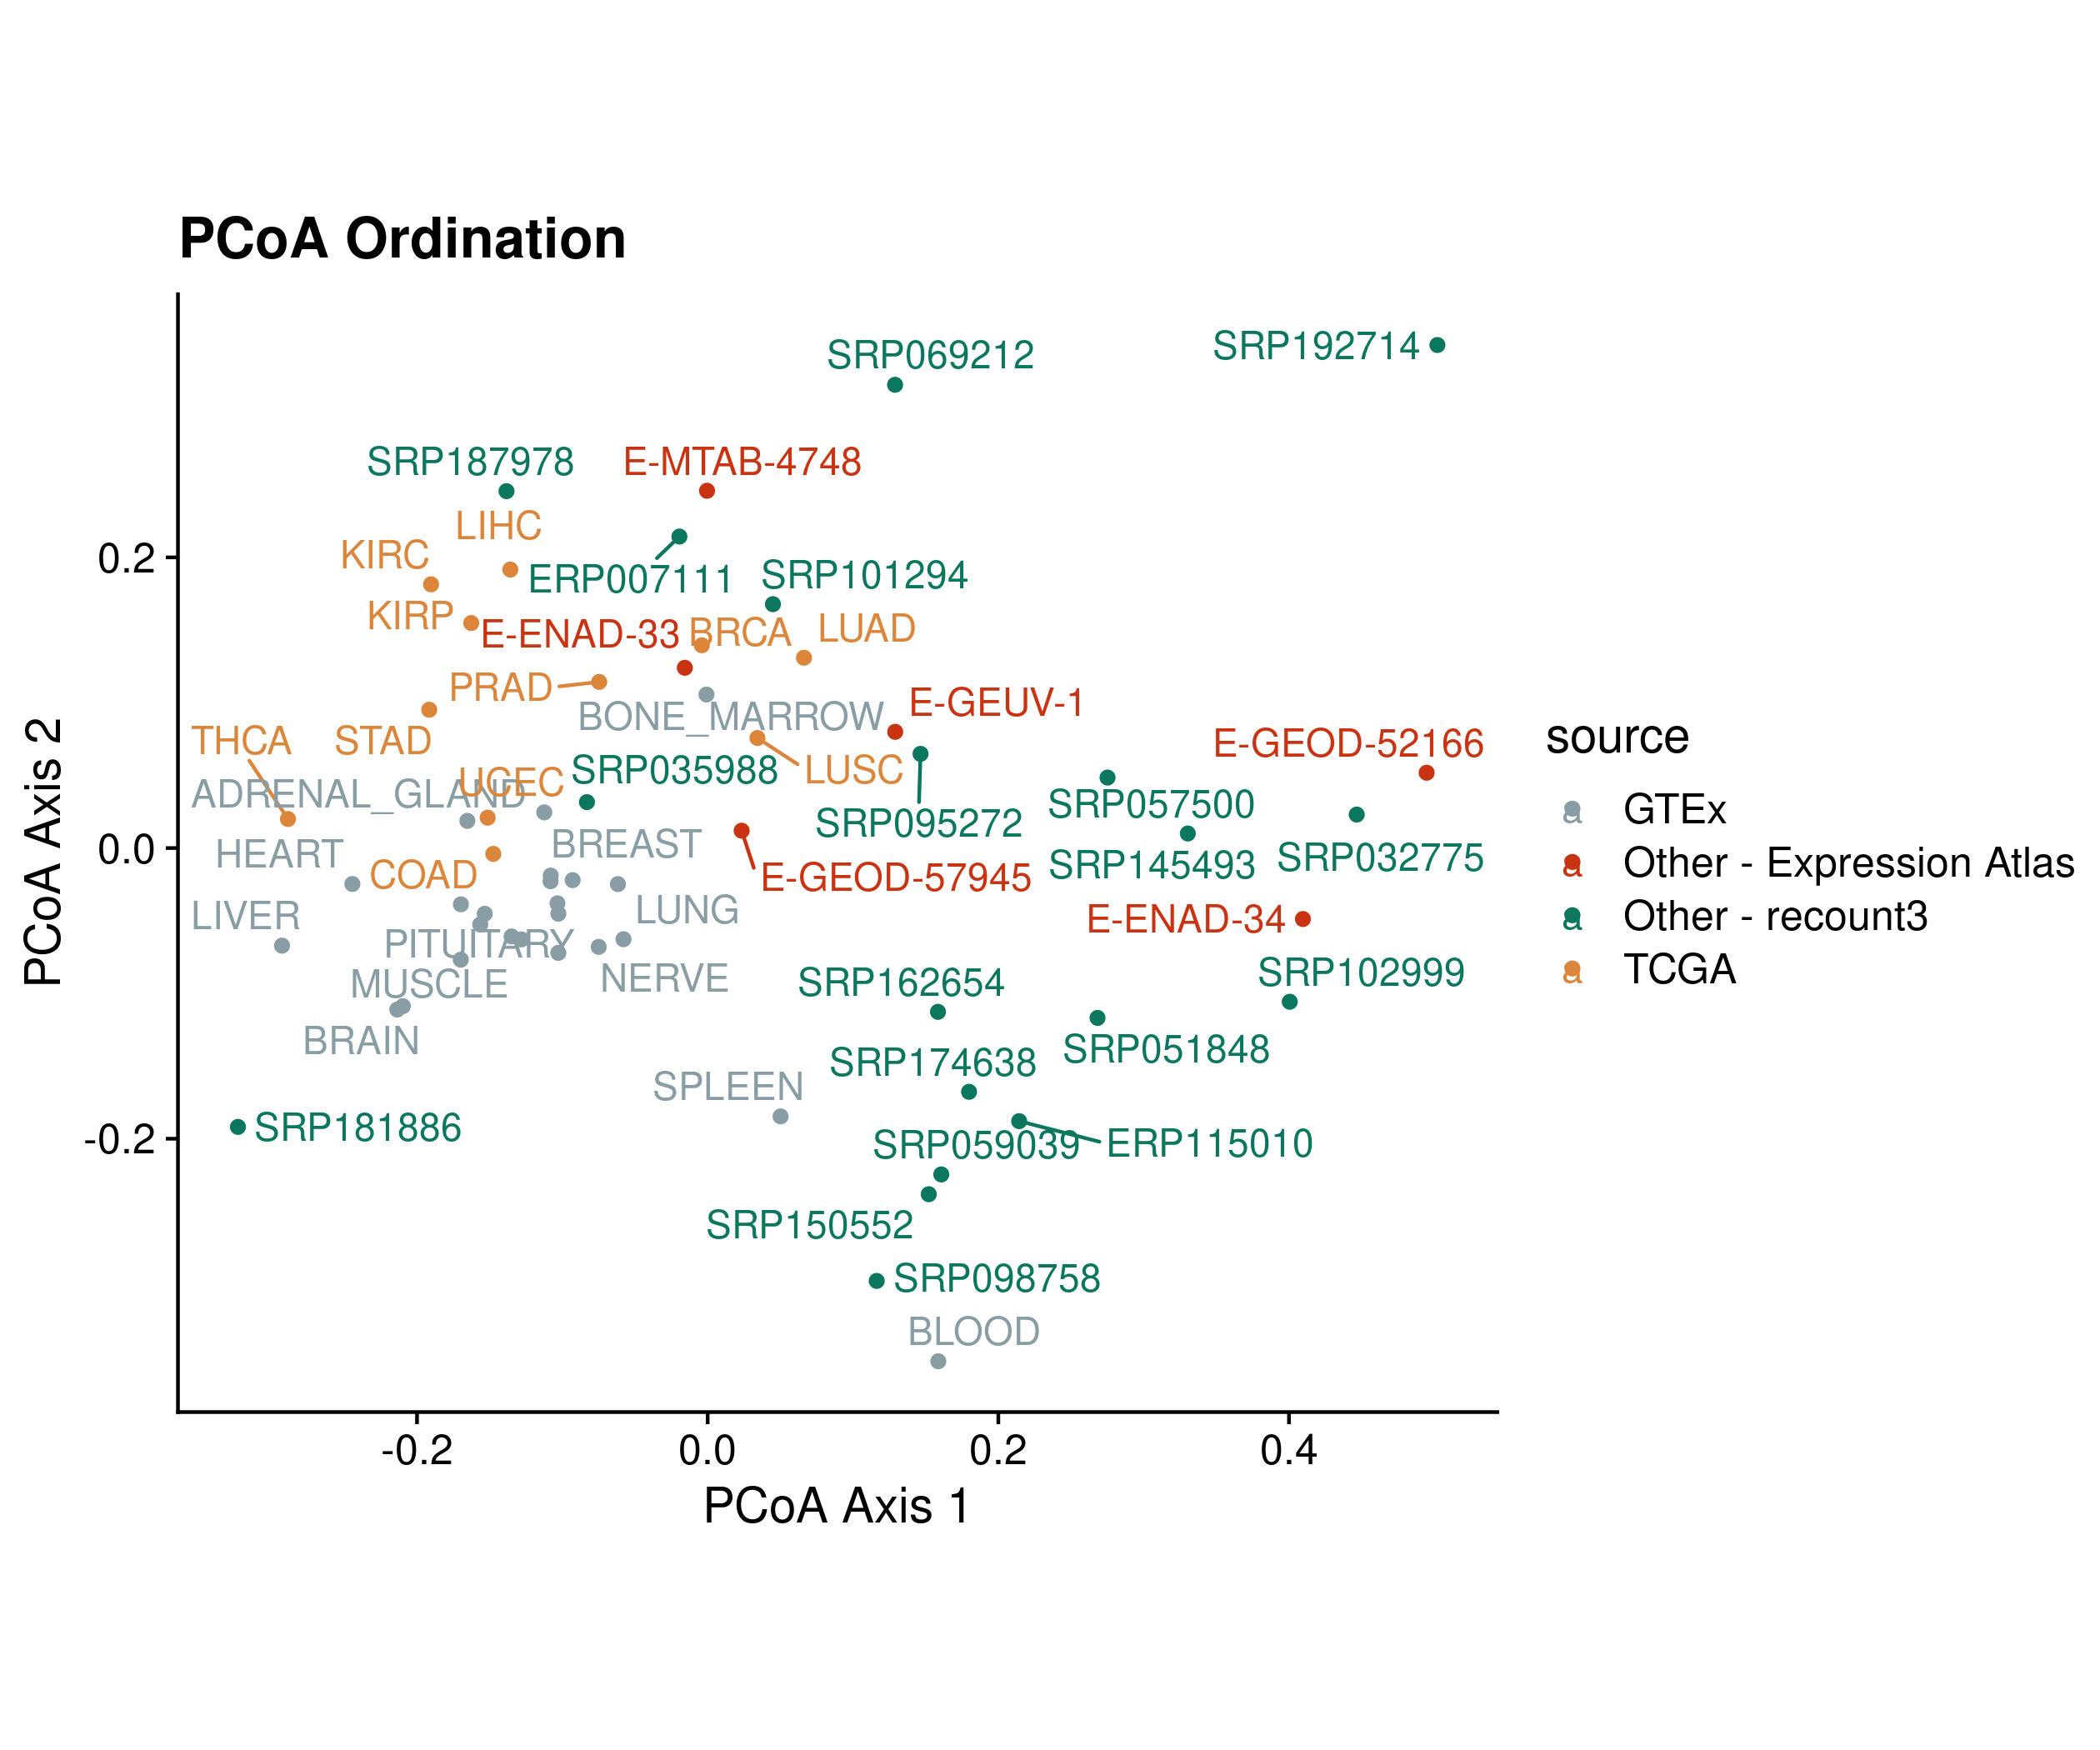 PCoA Ordination
SRP069212
SRP192714
SRP187978
E-MTAB-4748
LIHC
KIRC
ERP007111
SRP101294
KIRP
E-ENAD-33
BRCA
LUAD
PRAD
BONE_MARROW
E-GEUV-1
THCA
STAD
E-GEOD-52166
UCEC
SRP035988
LUSC
ADRENAL_GLAND
SRP057500
SRP095272
HEART
BREAST
COAD
E-GEOD-57945
SRP145493
SRP032775
LIVER
LUNG
E-ENAD-34
PITUITARY
MUSCLE
NERVE
SRP162654
SRP102999
BRAIN
SRP174638
SRP051848
SPLEEN
SRP181886
SRP059039
ERP115010
SRP150552
SRP098758
BLOOD
0.2
0.0
-0.2
PCoA Axis 2
-0.2
0.0
0.2
0.4
PCoA Axis 1
source
a GTEx
a Other - Expression Atlas
a Other - recount3
a TCGA